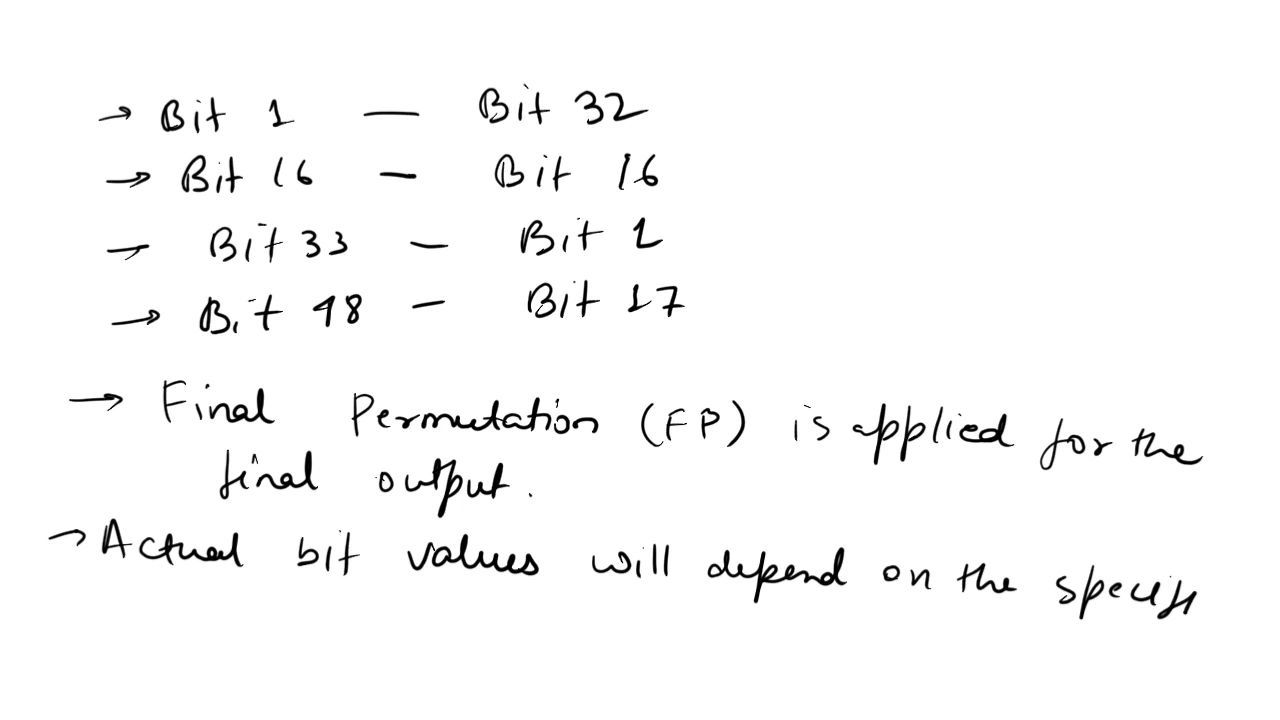 → Bit 1 — Bit 32
→ Bit 16 - Bit 16
→ Bit 33 - Bit 1
→ Bit 48 - Bit 17
→ Final Permutation (FP) is applied for the
final output.
→ Actual bit values will depend on the